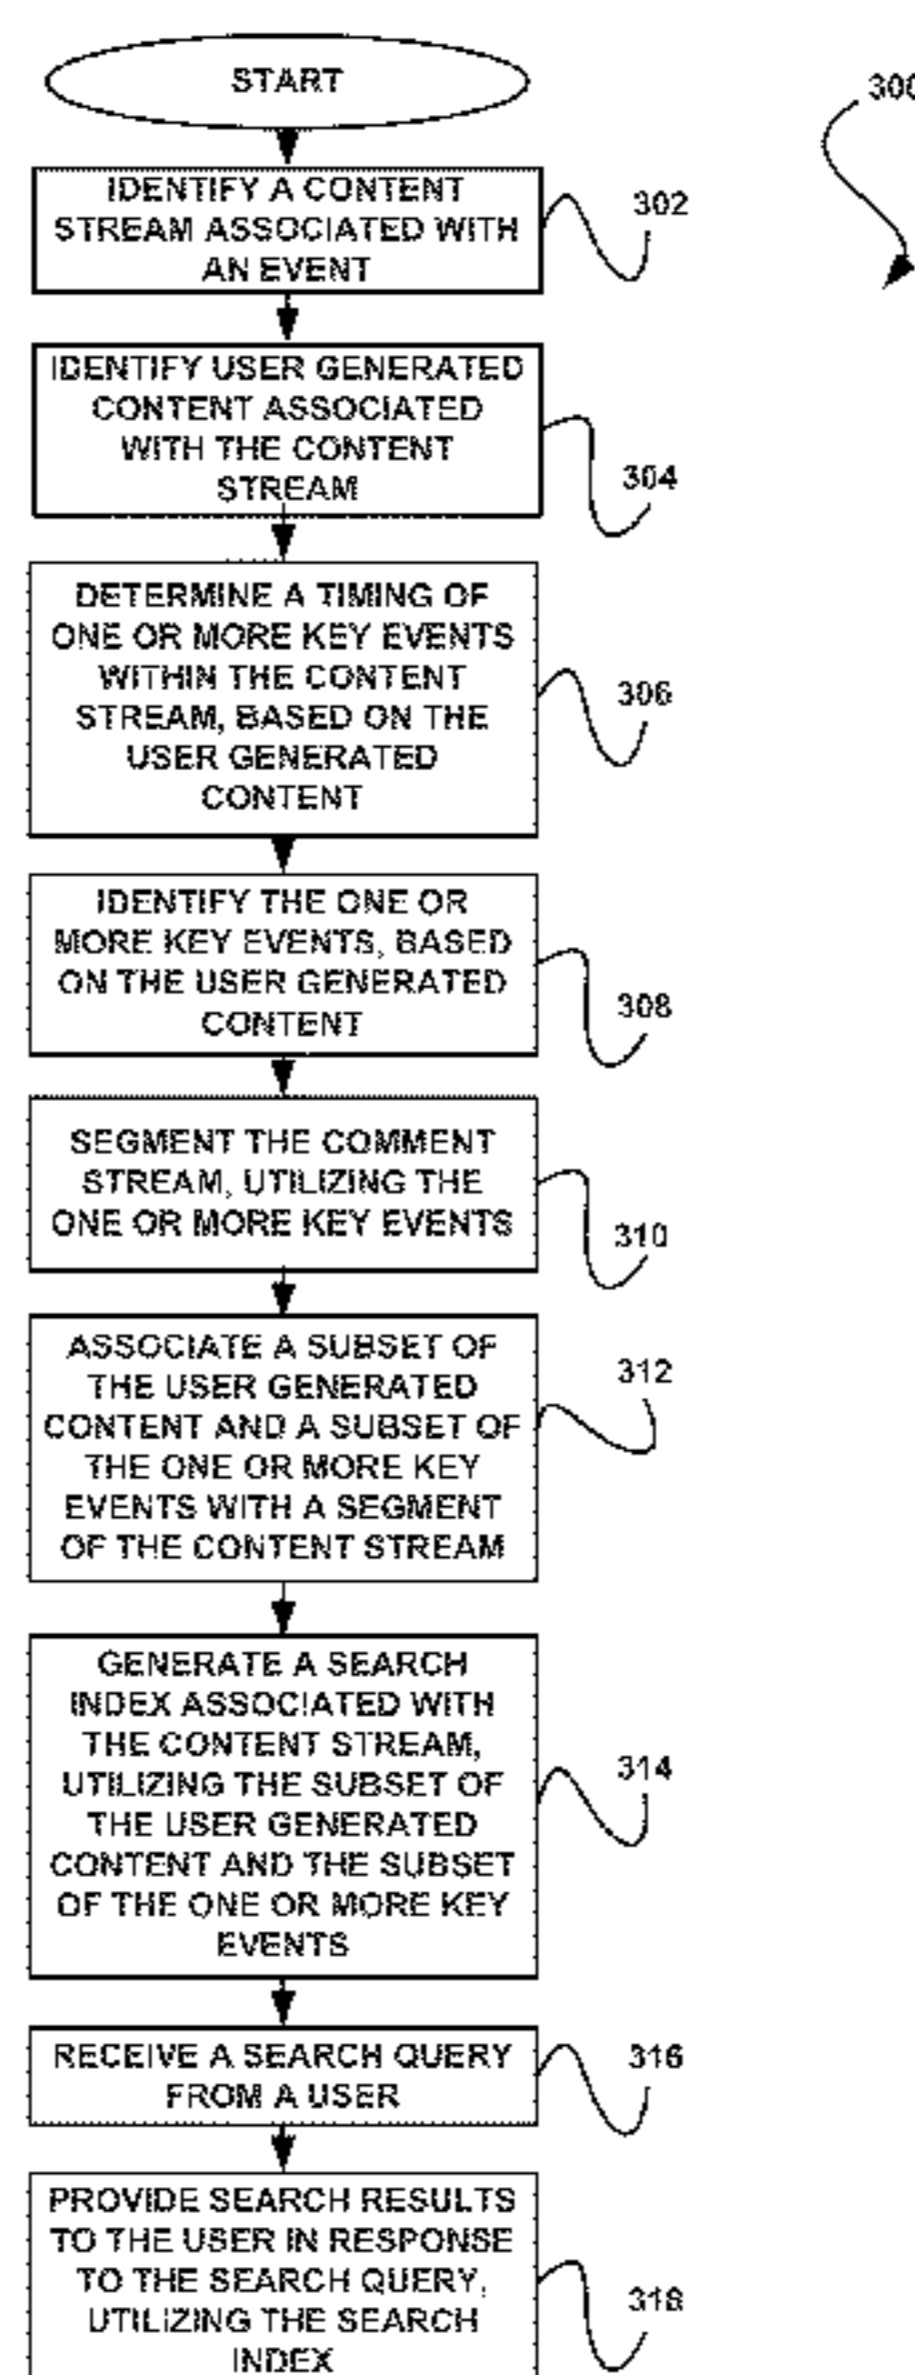 START
300
IDENTIFY A CONTENT
STREAM ASSOCIATED WITH
AN EVENT
302
IDENTIFY USER GENERATED
CONTENT ASSOCIATED
WITH THE CONTENT
STREAM
304
DETERMINE A TIMING OF
ONE OR MORE KEY EVENTS
WITHIN THE CONTENT
STREAM, BASED ON THE
USER GENERATED
CONTENT
306
IDENTIFY THE ONE OR
MORE KEY EVENTS, BASED
ON THE USER GENERATED
CONTENT
308
SEGMENT THE COMMENT
STREAM, UTILIZING THE
ONE OR MORE KEY EVENTS
310
ASSOCIATE A SUBSET OF
THE USER GENERATED
CONTENT AND A SUBSET OF
THE ONE OR MORE KEY
EVENTS WITH A SEGMENT
OF THE CONTENT STREAM
312
GENERATE A SEARCH
INDEX ASSOCIATED WITH
THE CONTENT STREAM,
UTILIZING THE SUBSET OF
THE USER GENERATED
CONTENT AND THE SUBSET
OF THE ONE OR MORE KEY
EVENTS
314
RECEIVE A SEARCH QUERY
FROM A USER
316
PROVIDE SEARCH RESULTS
TO THE USER IN RESPONSE
TO THE SEARCH QUERY,
UTILIZING THE SEARCH
INDEX
318